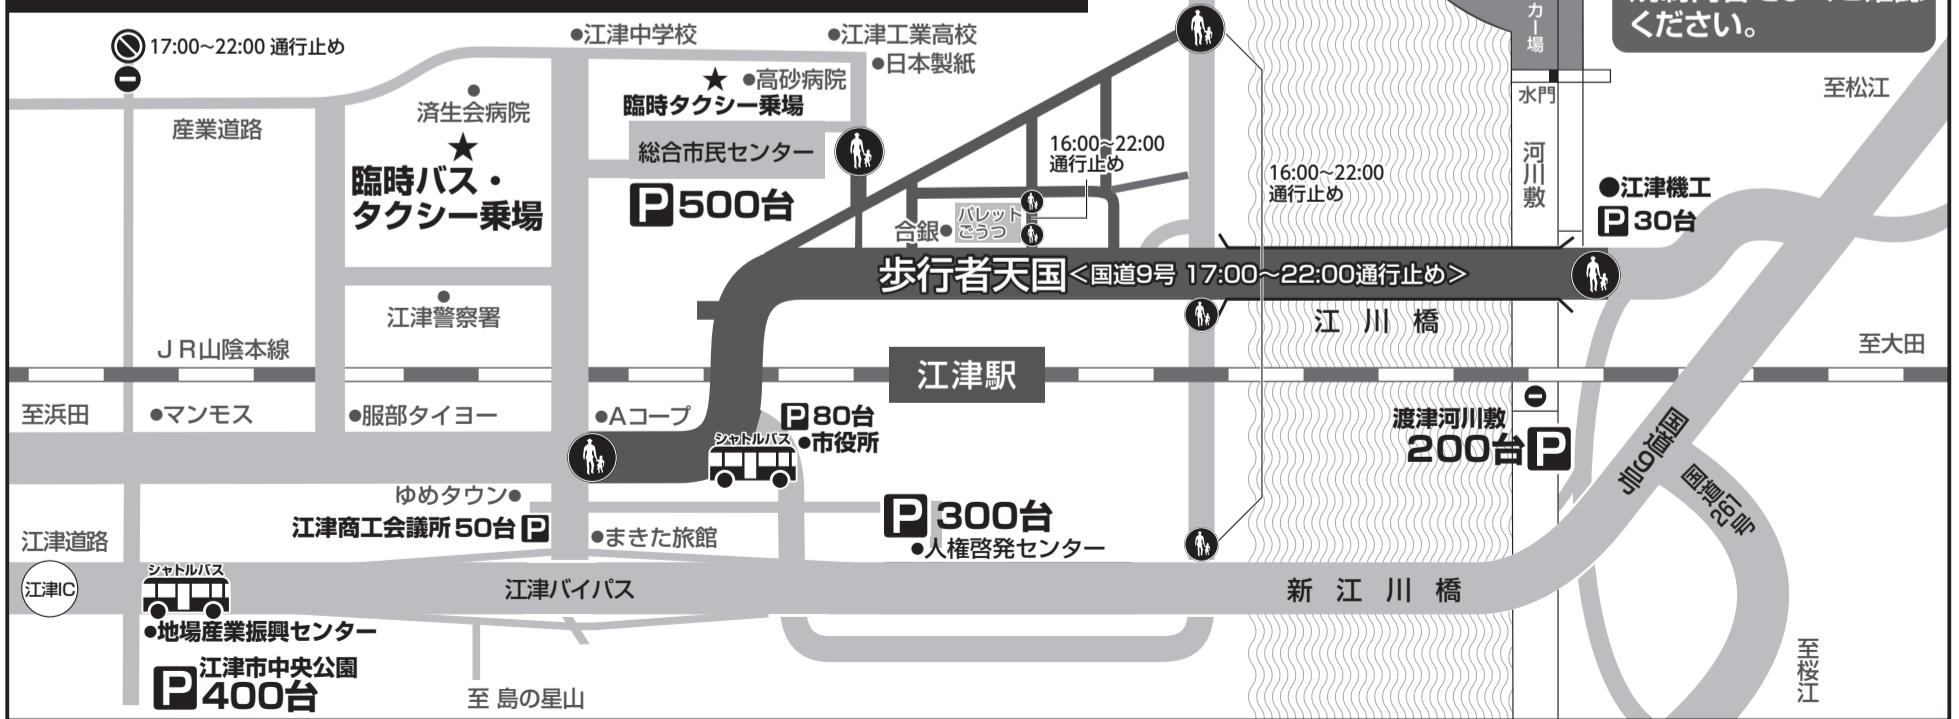 17:00~22:00 通行止め
●江津中学校
●江津工業高校
●日本製紙
★ ●高砂病院
臨時タクシー乗場
カー場
ください。
至松江
水門
済生会病院
産業道路
★
臨時バス・
タクシー乗場
総合市民センター
P 500台
16:00~22:00
通行止め
16:00~22:00
通行止め
河川敷
●江津機工
P 30台
合銀●
パレット
ごうつ
歩行者天国<国道9号 17:00~22:00通行止め>
江川橋
江津警察署
JR山陰本線
江津駅
至大田
至浜田
●マンモス
●服部タイヨー
●Aコープ
P 80台
●市役所
シャトルバス
渡津河川敷
200台 P
国道9号
国道261号
ゆめタウン●
江津商工会議所 50台 P
●まきた旅館
P 300台
●人権啓発センター
江津道路
江津IC
シャトルバス
江津バイパス
新江川橋
●地場産業振興センター
P 江津市中央公園
400台
至 島の星山
至桜江